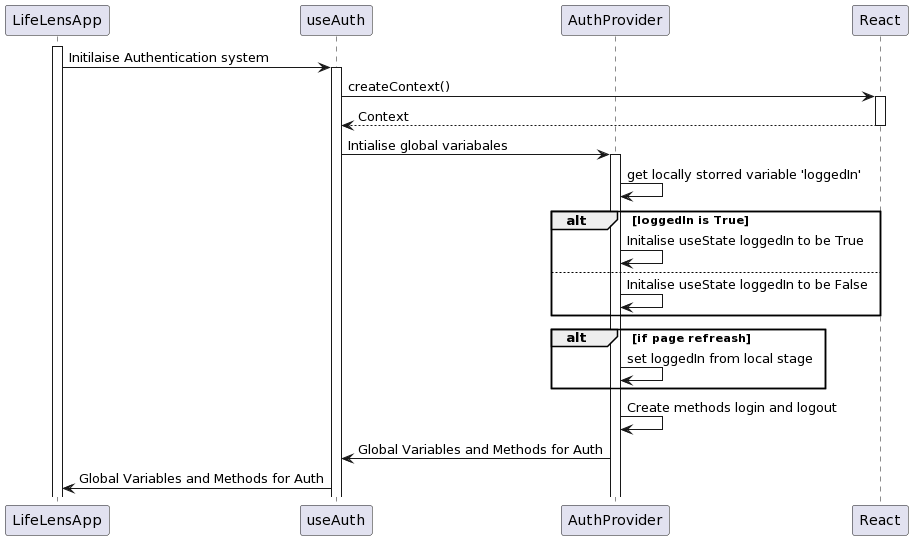 LifeLensApp
useAuth
AuthProvider
React
Initilaise Authentication system
createContext()
Context
Intialise global variabales
get locally storred variable 'loggedIn'
alt [loggedIn is True]
Initalise useState loggedIn to be True
Initalise useState loggedIn to be False
alt [if page refreash]
set loggedIn from local stage
Create methods login and logout
Global Variables and Methods for Auth
Global Variables and Methods for Auth
LifeLensApp
useAuth
AuthProvider
React